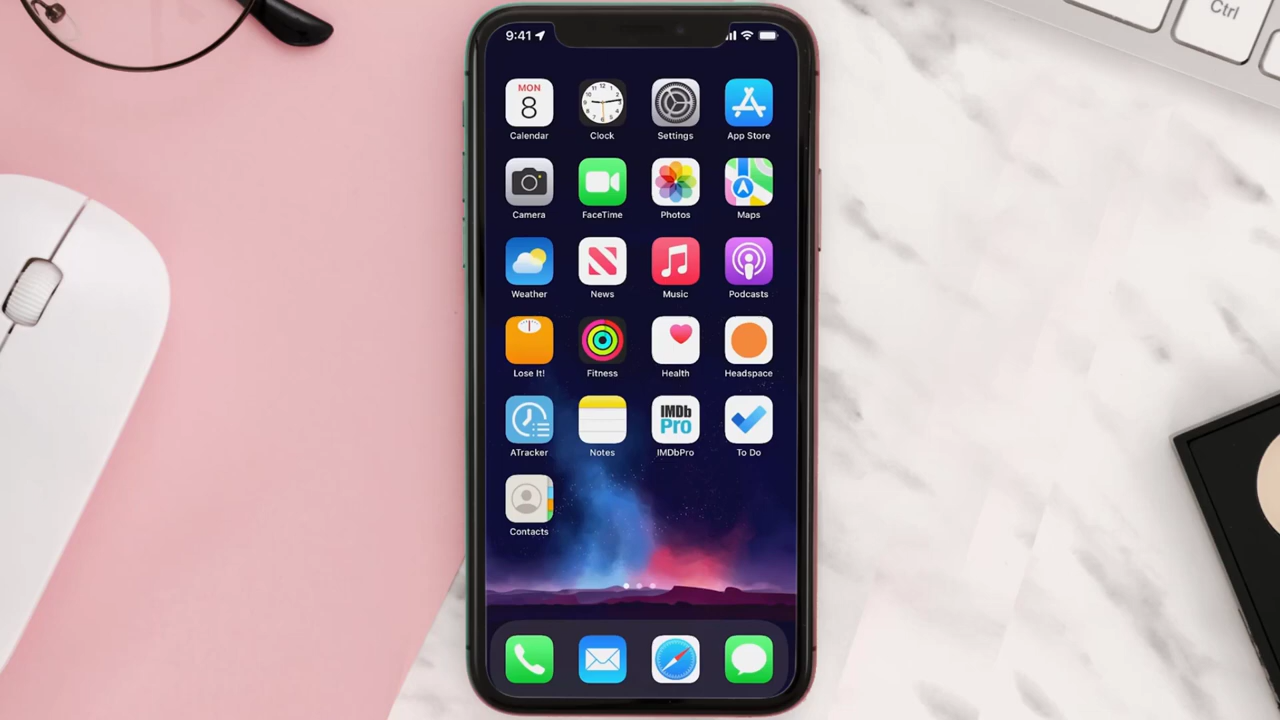 Ctrl
9:41
MON
8
Calendar
Clock
Settings
App Store
Camera
FaceTime
Photos
Maps
Weather
News
Music
Podcasts
Lose It!
Fitness
Health
Headspace
IMDb
Pro
ATracker
Notes
IMDbPro
To Do
Contacts